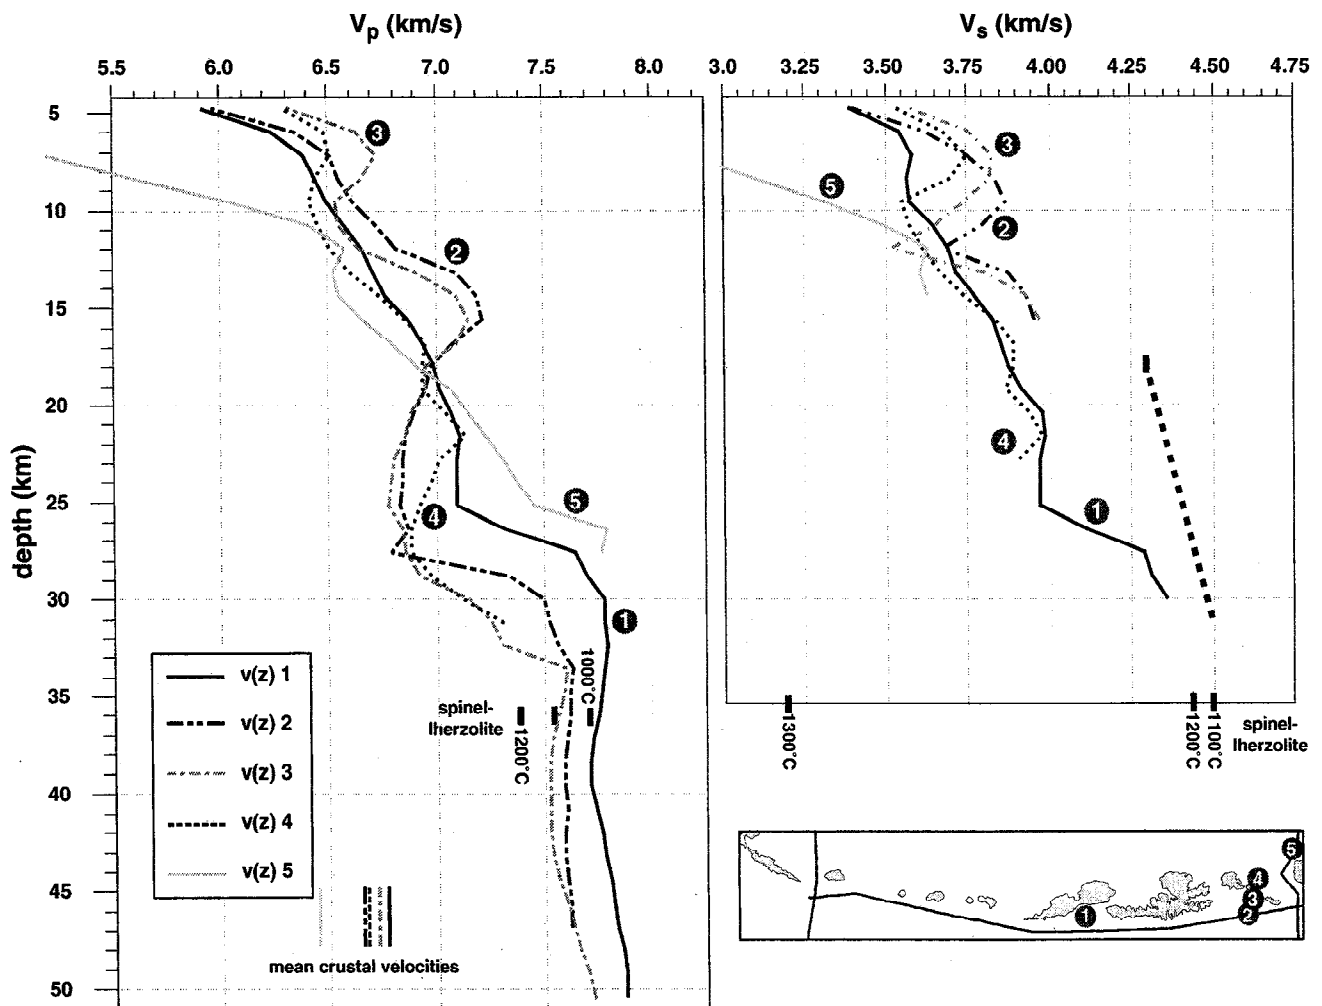 Vp (km/s)
Vs (km/s)
5.5 6.0 6.5 7.0 7.5 8.0
3.0 3.25 3.50 3.75 4.00 4.25 4.50 4.75
5
10
15
20
25
30
35
40
45
50
depth (km)
3
2
5
4
1
3
5
2
4
1
v(z) 1
v(z) 2
v(z) 3
v(z) 4
v(z) 5
spinel-
lherzolite
1000°C
1200°C
mean crustal velocities
1300°C
1200°C
1100°C
spinel-
lherzolite
5
4
3
2
1